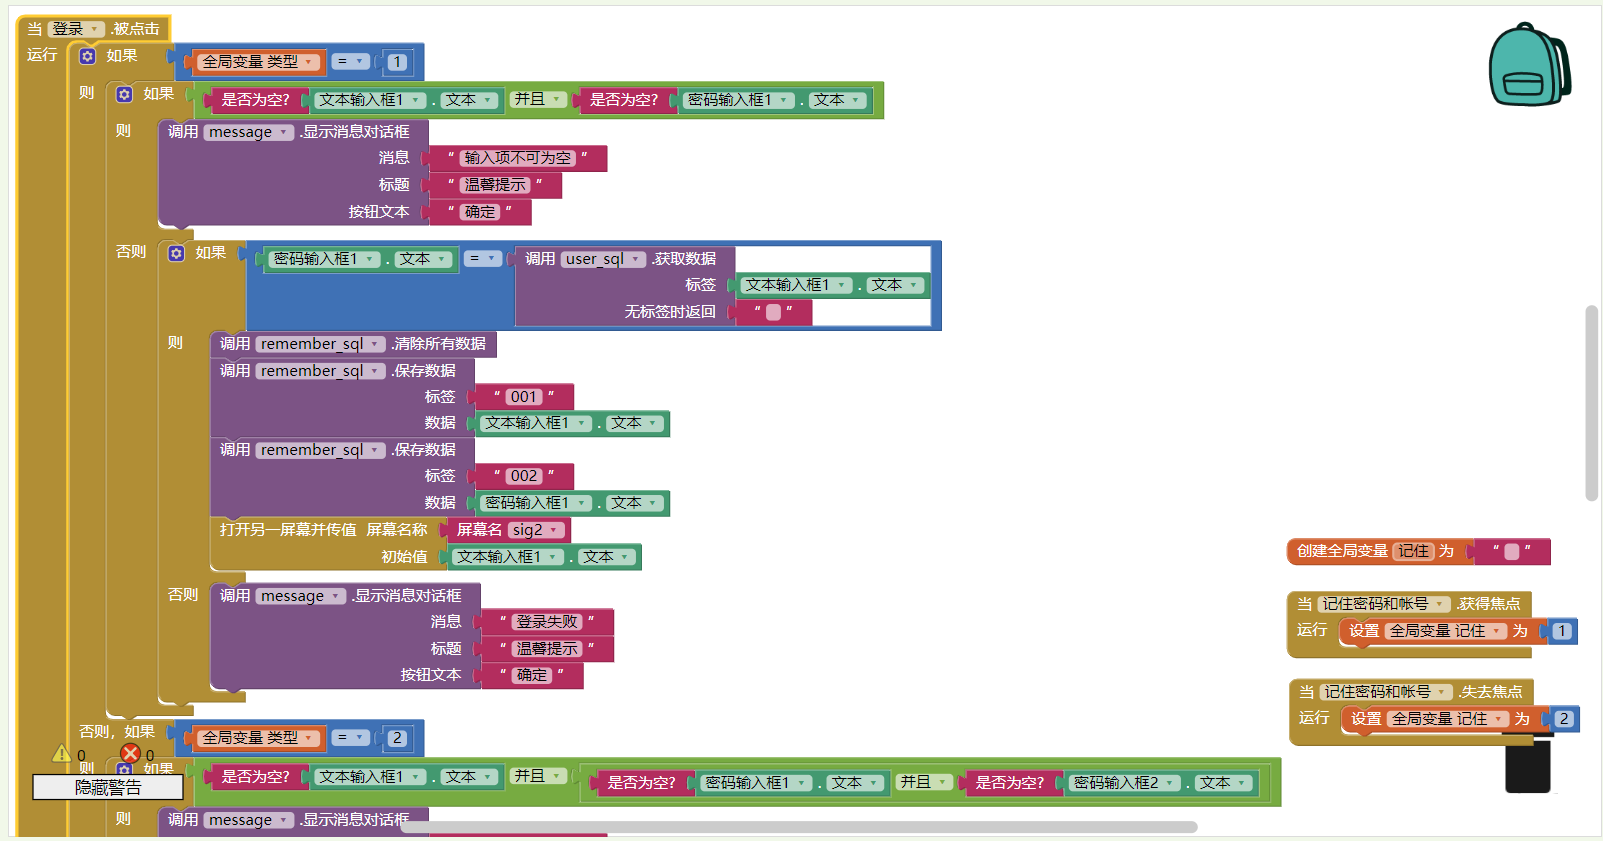 当 登录 .被点击
运行 如果 全局变量 类型 = 1
则 如果 是否为空? 文本输入框1 . 文本 并且 是否为空? 密码输入框1 . 文本
则 调用 message .显示消息对话框
消息 " 输入项不可为空 "
标题 " 温馨提示 "
按钮文本 " 确定 "
否则 如果 密码输入框1 . 文本 = 调用 user_sql .获取数据
标签 文本输入框1 . 文本
无标签时返回 " "
则 调用 remember_sql .清除所有数据
调用 remember_sql .保存数据
标签 " 001 "
数据 文本输入框1 . 文本
调用 remember_sql .保存数据
标签 " 002 "
数据 密码输入框1 . 文本
打开另一屏幕并传值 屏幕名称 屏幕名 sig2
初始值 文本输入框1 . 文本
否则 调用 message .显示消息对话框
消息 " 登录失败 "
标题 " 温馨提示 "
按钮文本 " 确定 "
否则, 如果 全局变量 类型 = 2
0 0
则 如果 是否为空? 文本输入框1 . 文本 并且 是否为空? 密码输入框1 . 文本 并且 是否为空? 密码输入框2 . 文本
隐藏警告
则 调用 message .显示消息对话框
创建全局变量 记住 为 " "
当 记住密码和帐号 .获得焦点
运行 设置 全局变量 记住 为 1
当 记住密码和帐号 .失去焦点
运行 设置 全局变量 记住 为 2